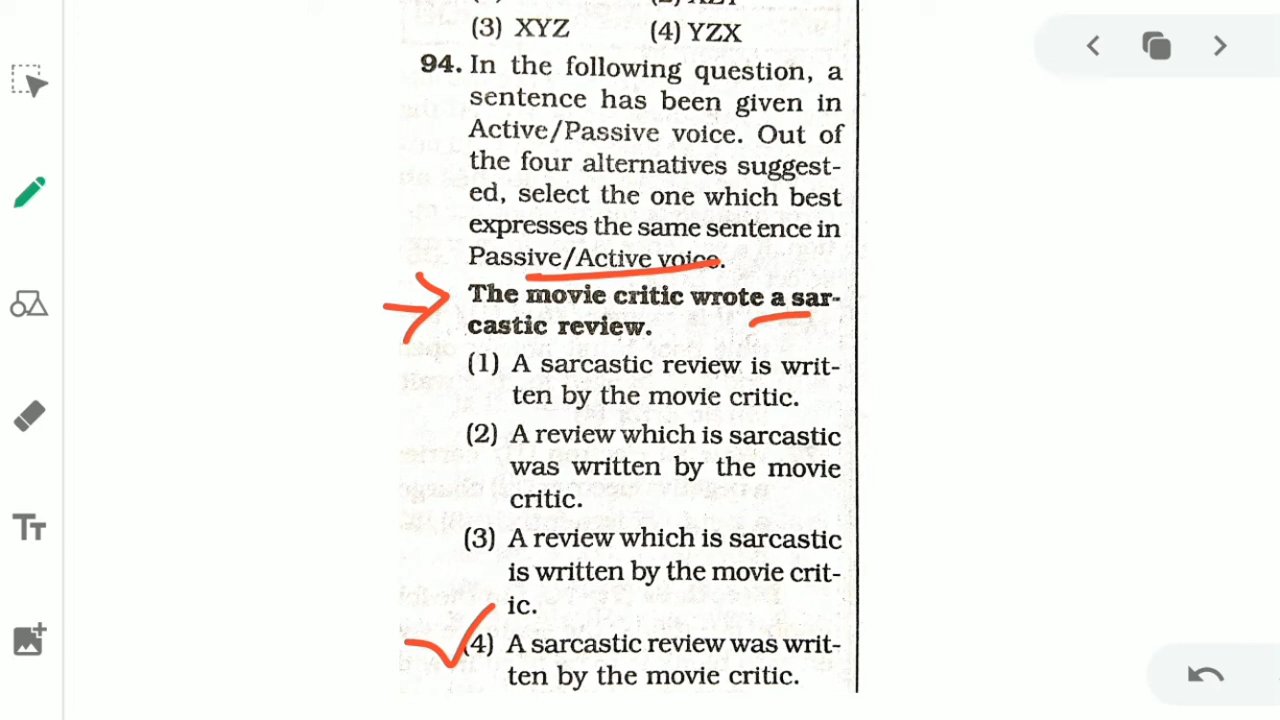 (3) XYZ (4) YZX
94. In the following question, a
sentence has been given in
Active/Passive voice. Out of
the four alternatives suggest-
ed, select the one which best
expresses the same sentence in
Passive/Active voice.
The movie critic wrote a sar-
castic review.
(1) A sarcastic review is writ-
ten by the movie critic.
(2) A review which is sarcastic
was written by the movie
critic.
(3) A review which is sarcastic
is written by the movie crit-
ic.
(4) A sarcastic review was writ-
ten by the movie critic.
TT